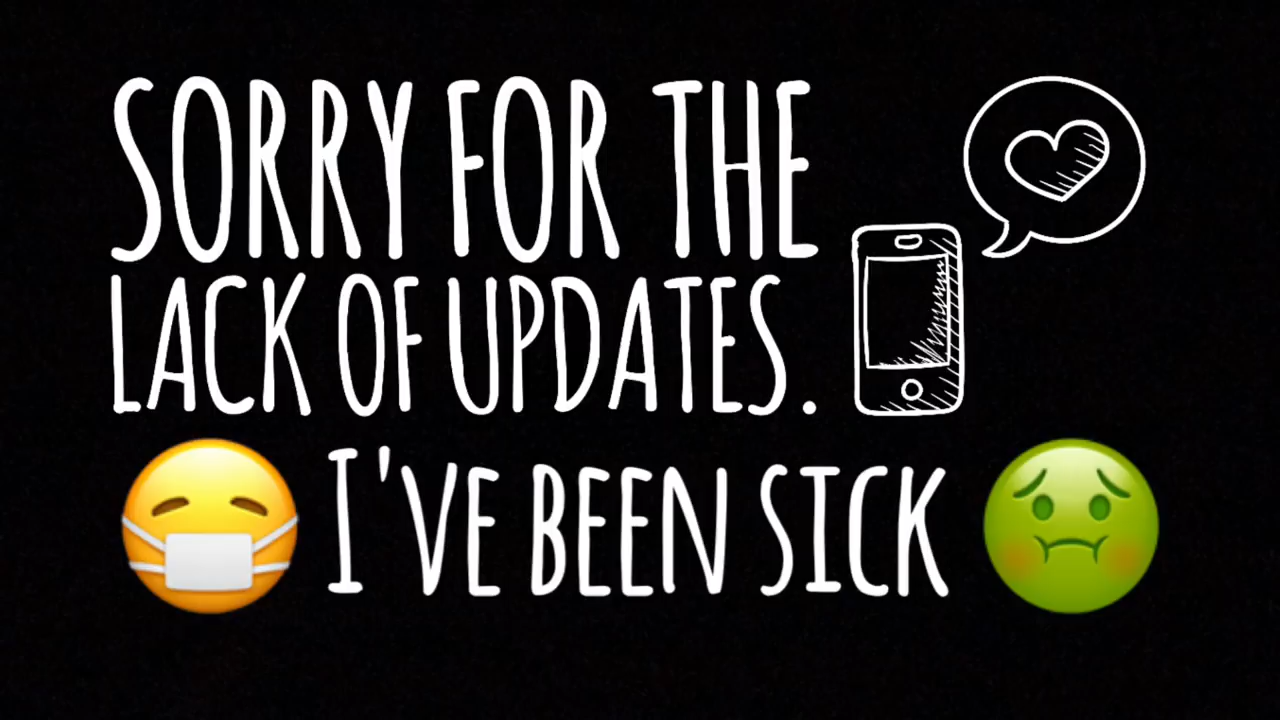 SORRY FOR THE
LACK OF UPDATES.
I'VE BEEN SICK